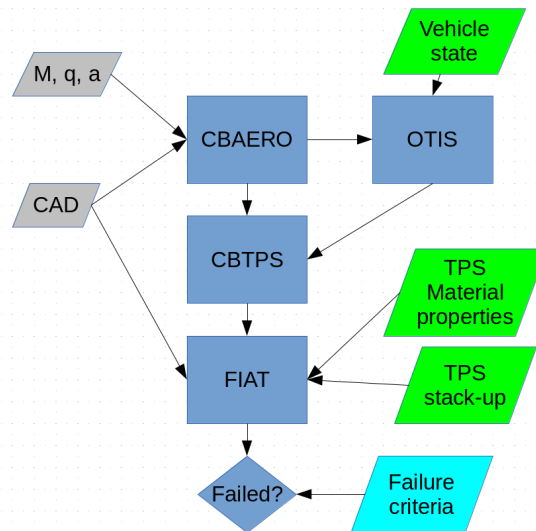 Vehicle
state
M, q, a
CBAERO
OTIS
CAD
CBTPS
TPS
Material
properties
FIAT
TPS
stack-up
Failed?
Failure
criteria